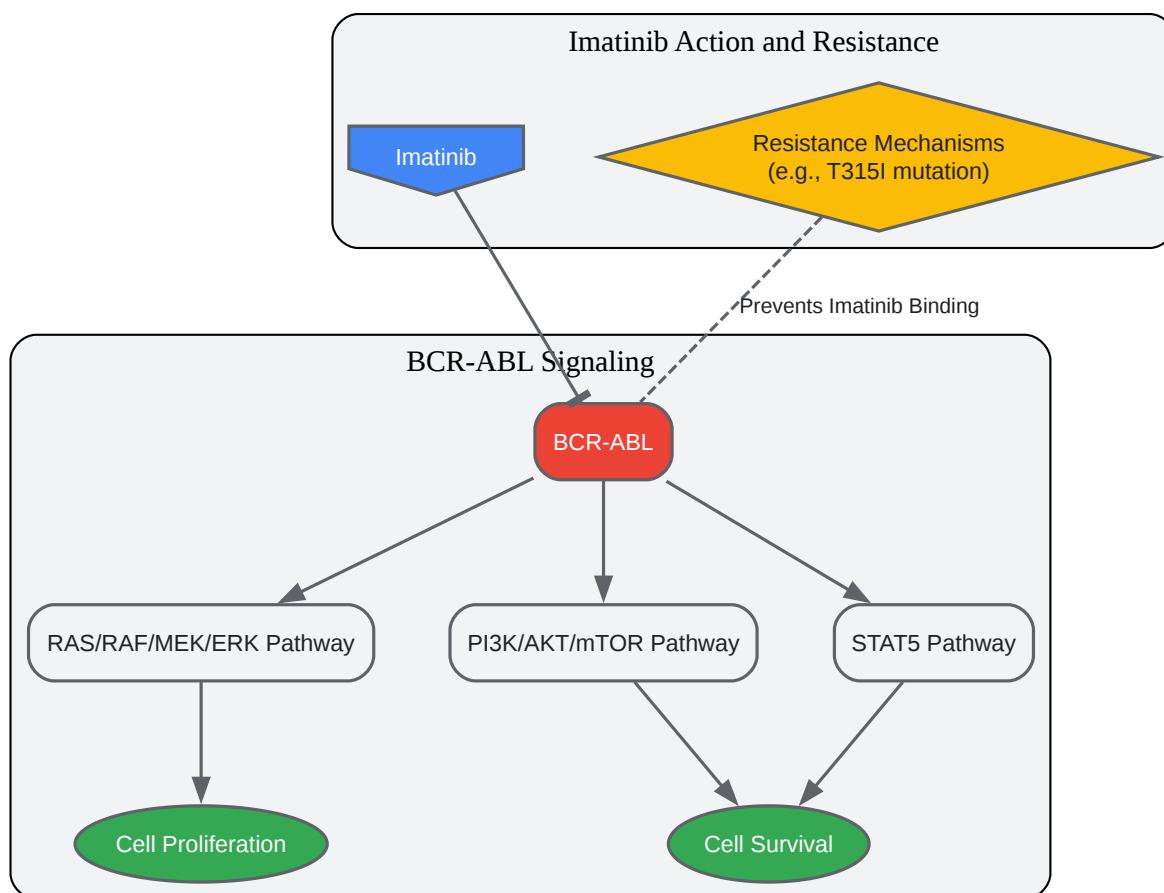 Imatinib Action and Resistance
Imatinib
Resistance Mechanisms
(e.g., T315I mutation)
Prevents Imatinib Binding
BCR-ABL Signaling
BCR-ABL
RAS/RAF/MEK/ERK Pathway
PI3K/AKT/mTOR Pathway
STAT5 Pathway
Cell Proliferation
Cell Survival